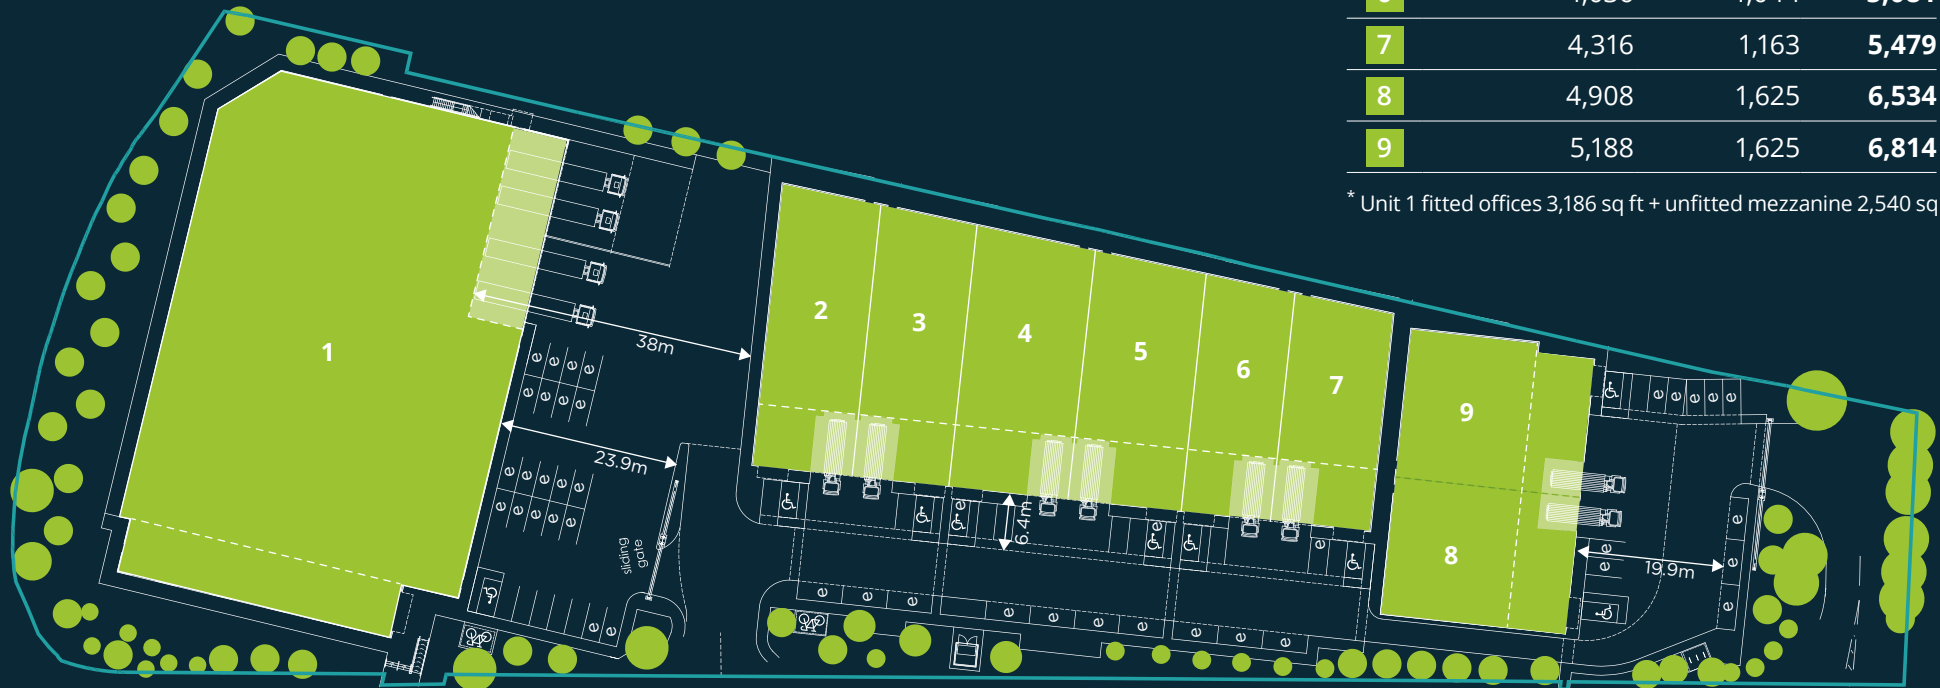 7 4,316 1,163 5,479
8 4,908 1,625 6,534
9 5,188 1,625 6,814
* Unit 1 fitted offices 3,186 sq ft + unfitted mezzanine 2,540 sq
1
2
3
4
5
6
7
9
8
38m
23.9m
6.4m
19.9m
sliding
gate
e e e e
e e e e
e e e e
e e e e
e e
e
e
e
e
e e e
e e e e
e e e
e e e e e
e
e
e
e
e